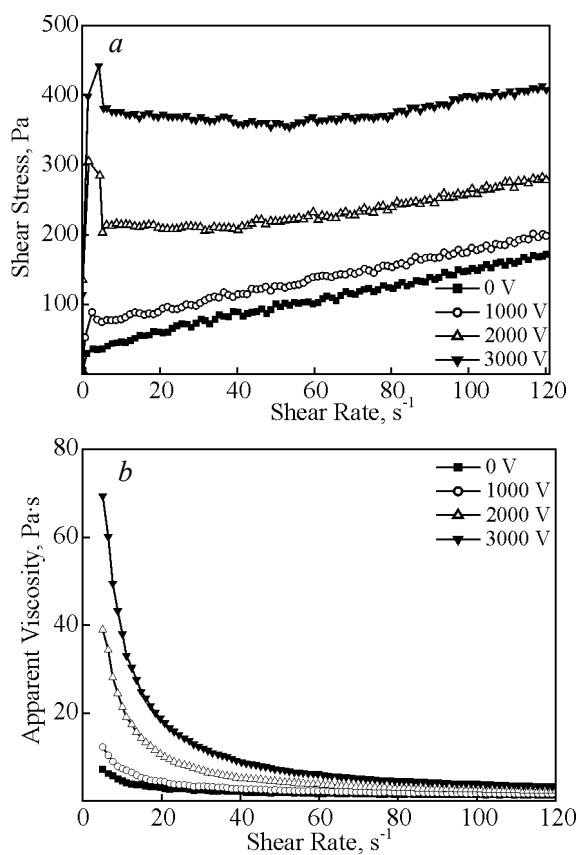 500
a
400
300
200
100
Shear Stress, Pa
0 V
1000 V
2000 V
3000 V
0 20 40 60 80 100 120
Shear Rate, s-1
80
b
60
40
20
Apparent Viscosity, Pa·s
0 V
1000 V
2000 V
3000 V
0 20 40 60 80 100 120
Shear Rate, s-1